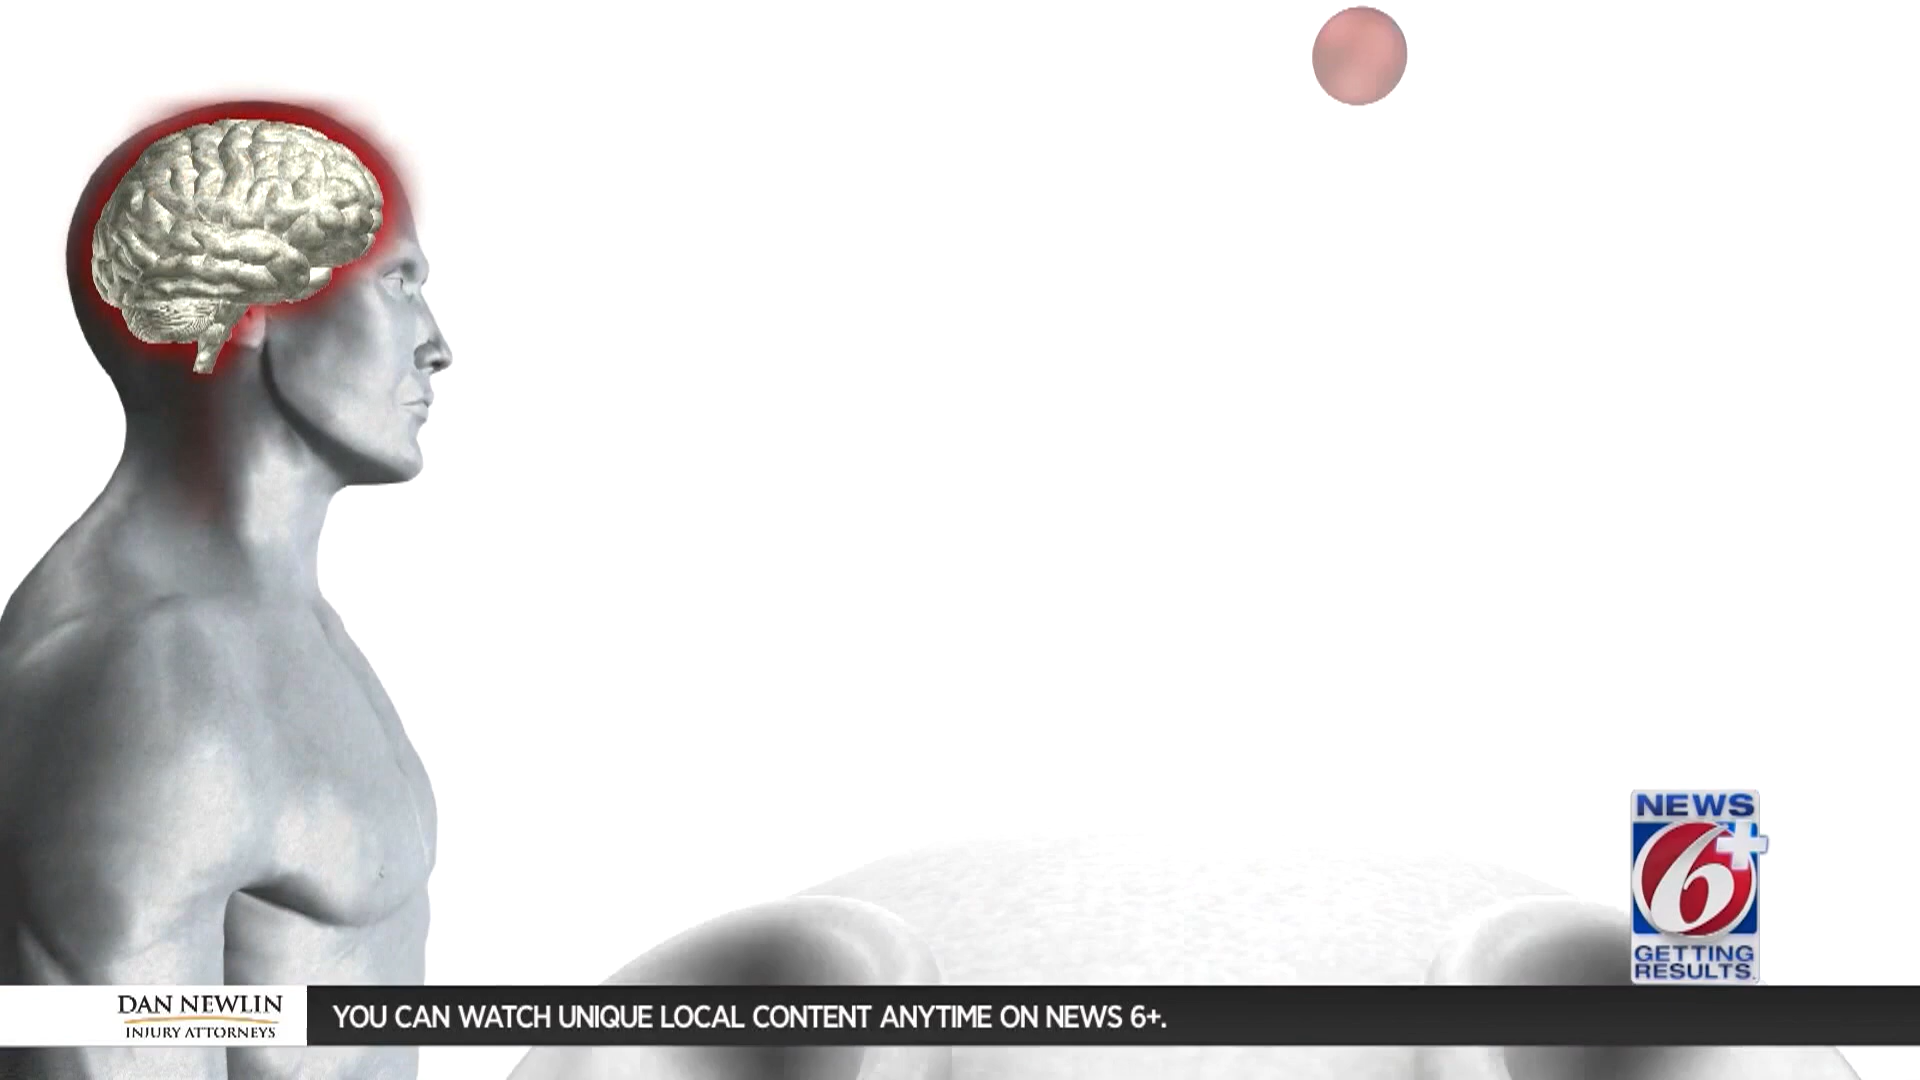 NEWS
6+
GETTING
RESULTS.
DAN NEWLIN
INJURY ATTORNEYS
YOU CAN WATCH UNIQUE LOCAL CONTENT ANYTIME ON NEWS 6+.